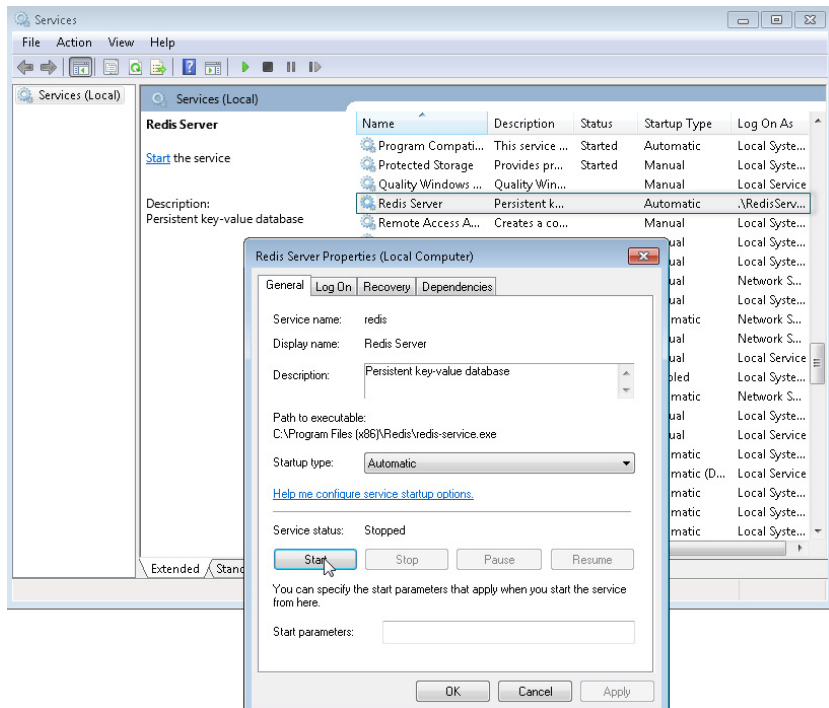 Services
File Action View Help
Services (Local)
Services (Local)
Redis Server
Start the service
Description:
Persistent key-value database
Name Description Status Startup Type Log On As
Program Compati... This service ... Started Automatic Local Syste...
Protected Storage Provides pr... Started Manual Local Syste...
Quality Windows ... Quality Win... Manual Local Service
Redis Server Persistent k... Automatic .\RedisServ...
Remote Access A... Creates a co... Manual Local Syste...
ual Local Syste...
ual Local Syste...
ual Network S...
ual Local Syste...
matic Network S...
ual Network S...
ual Local Service
bled Local Syste...
matic Network S...
ual Local Syste...
ual Local Service
matic Local Syste...
matic (D... Local Service
matic Local Syste...
matic Local Syste...
matic Local Syste...
Extended Stand
Redis Server Properties (Local Computer)
General Log On Recovery Dependencies
Service name: redis
Display name: Redis Server
Description: Persistent key-value database
Path to executable:
C:\Program Files (x86)\Redis\redis-service.exe
Startup type: Automatic
Help me configure service startup options.
Service status: Stopped
Start Stop Pause Resume
You can specify the start parameters that apply when you start the service
from here.
Start parameters:
OK Cancel Apply